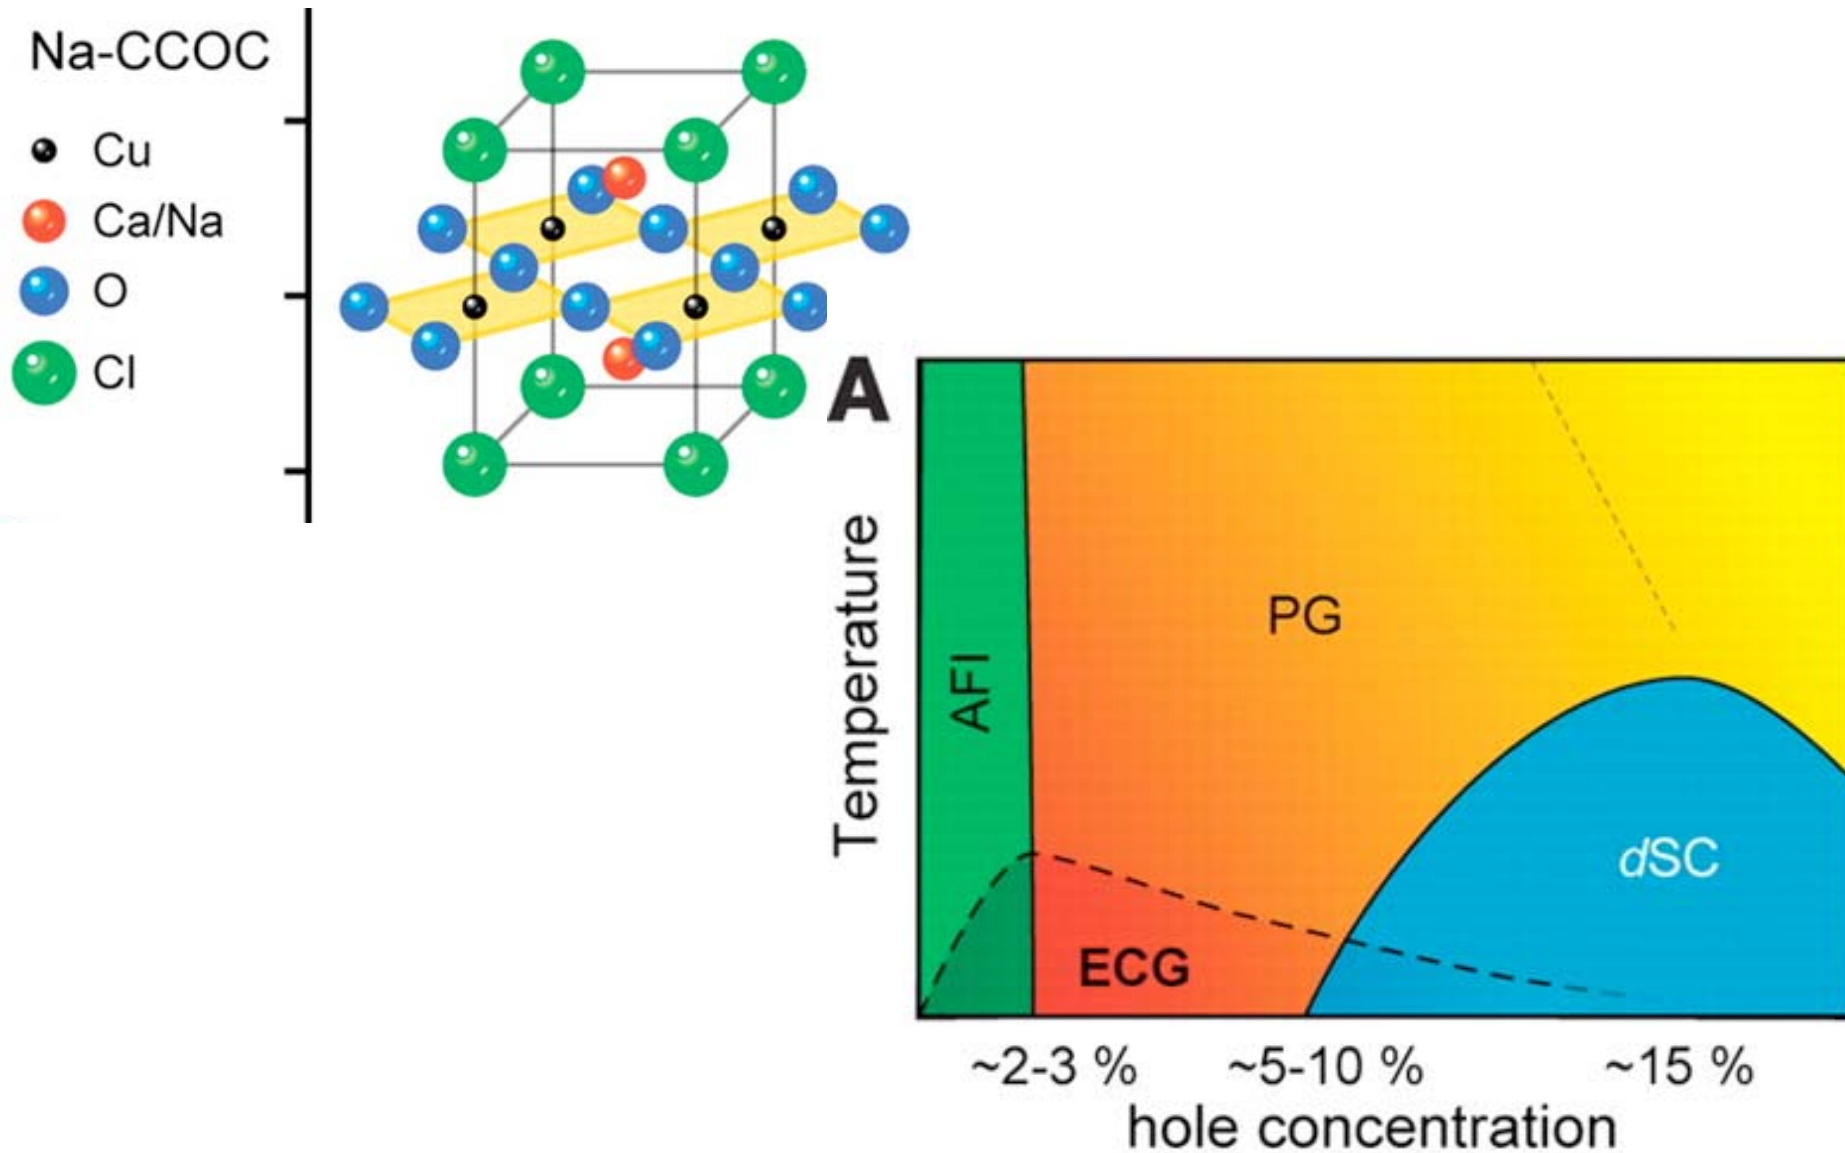 Na-CCOC
Cu
Ca/Na
O
Cl
A
Temperature
AFI
PG
ECG
dSC
~2-3 %
~5-10 %
~15 %
hole concentration